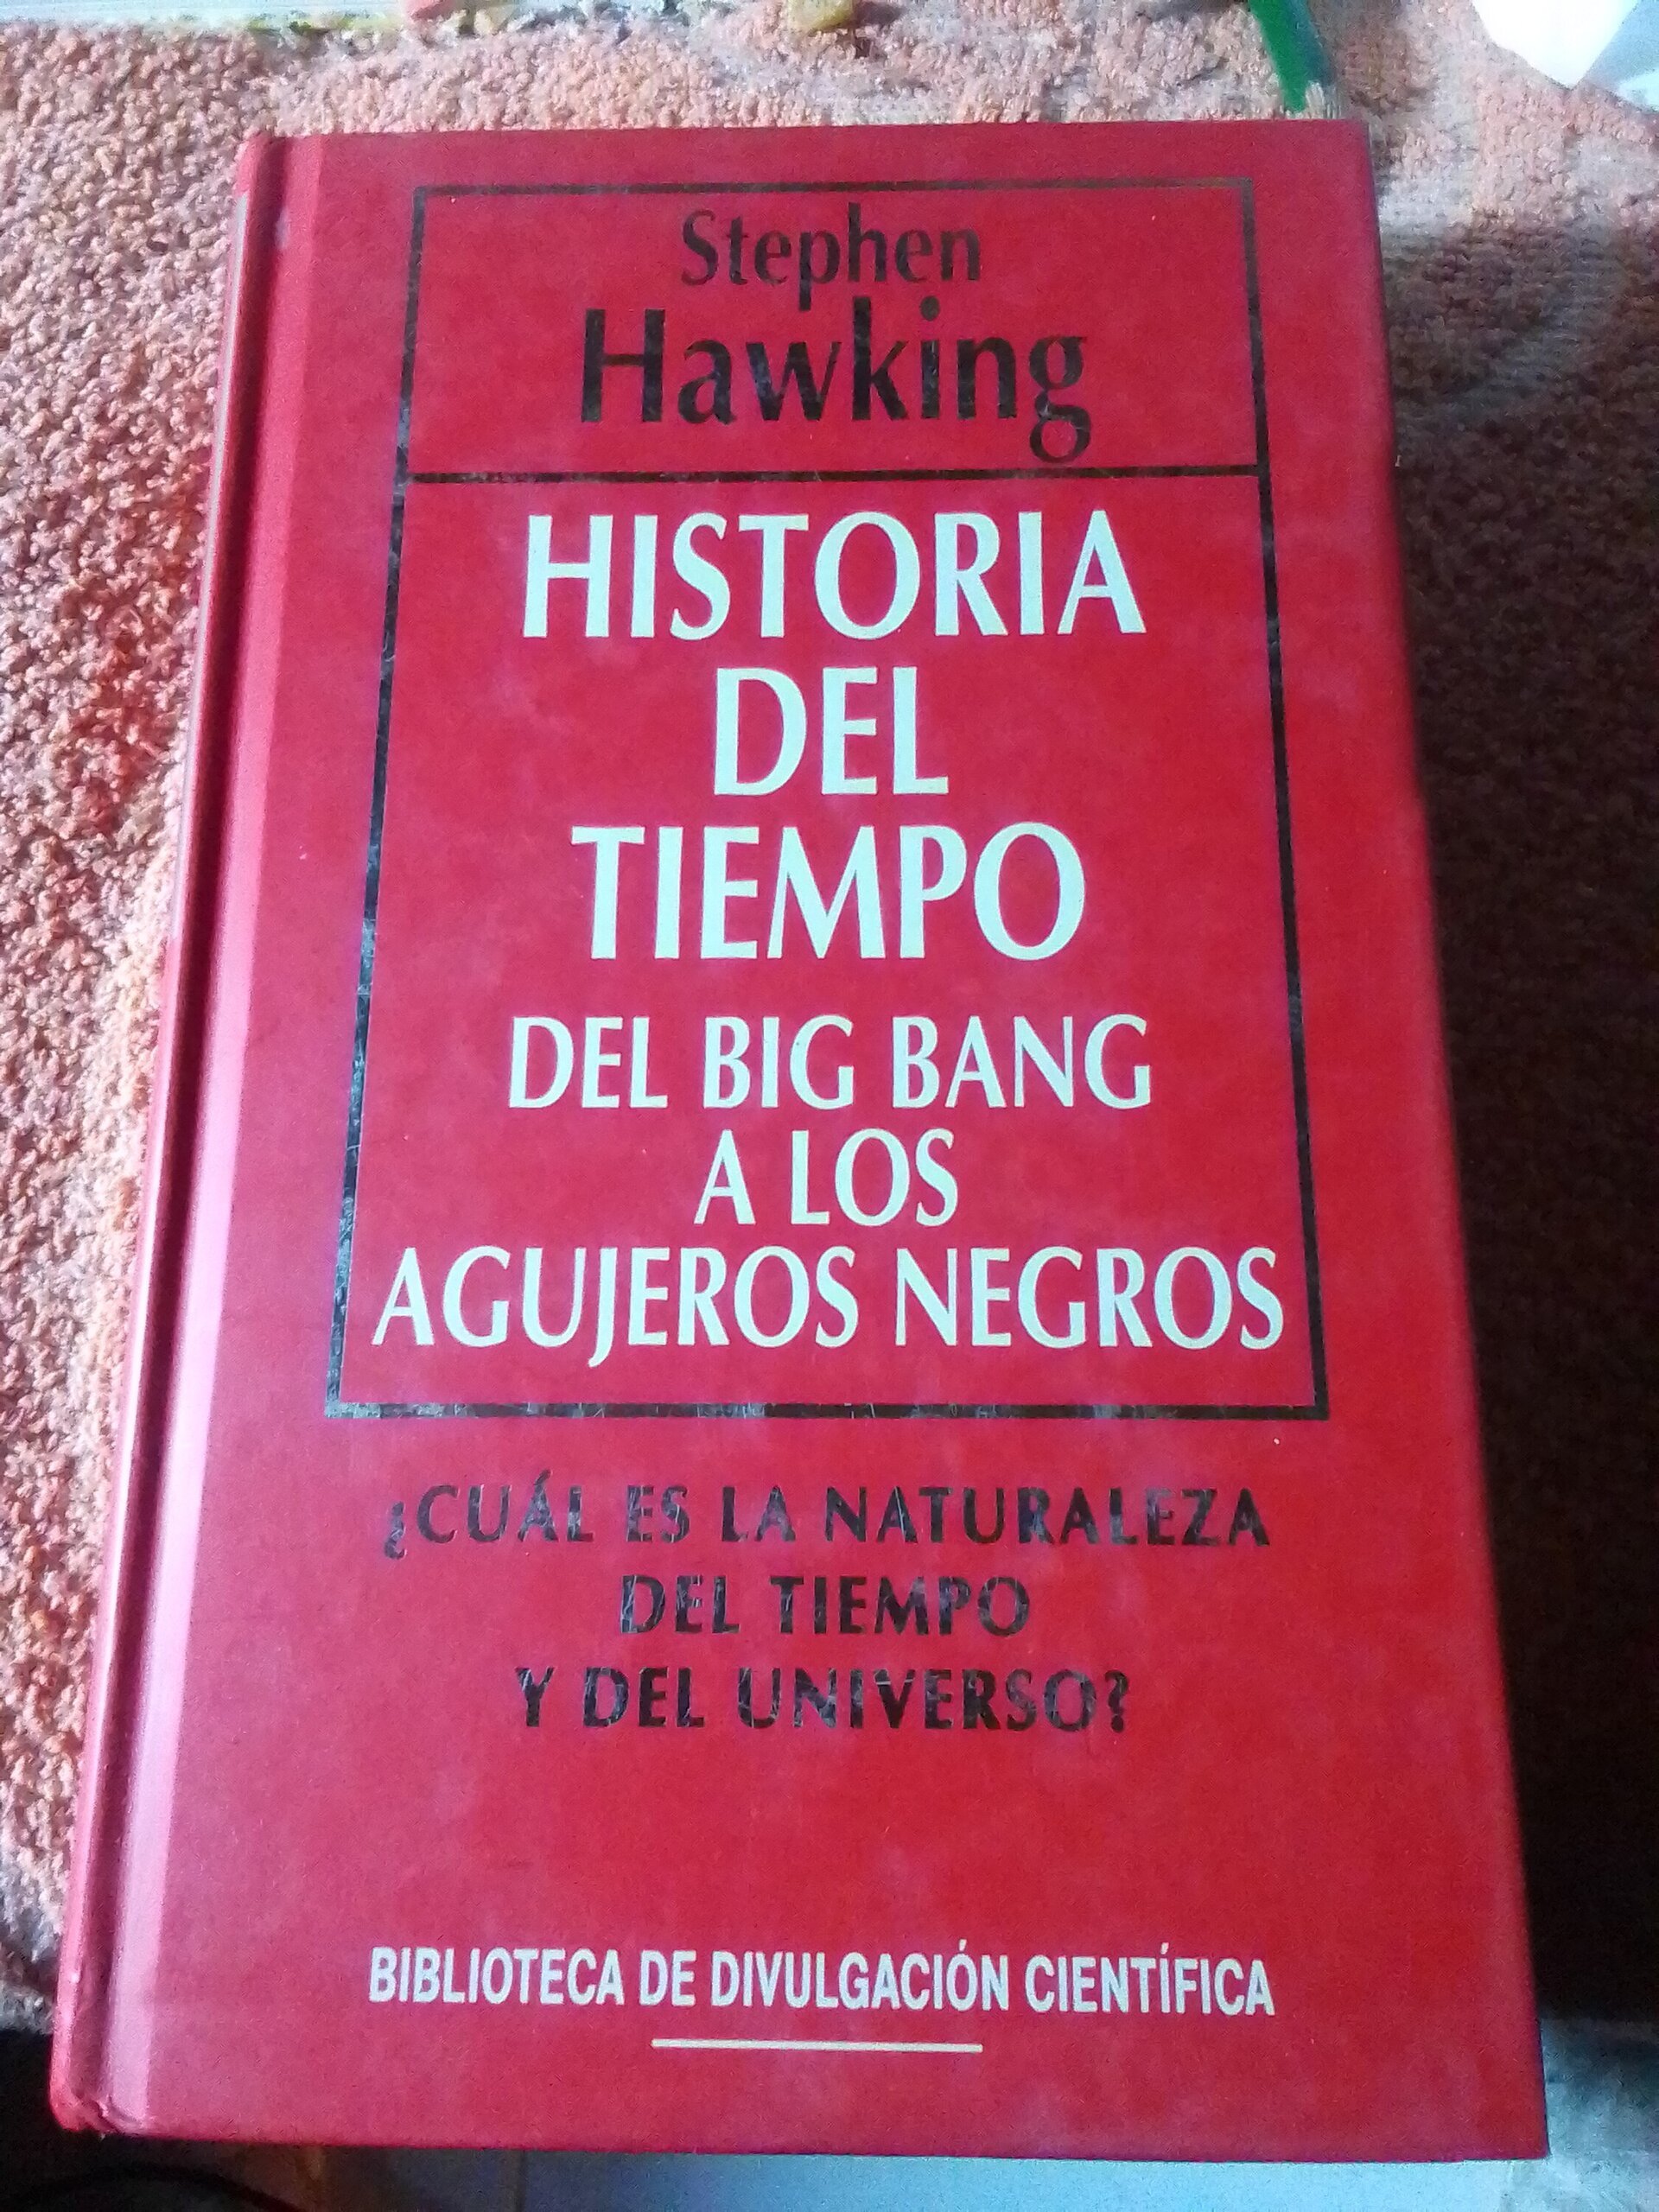 Stephen
Hawking
HISTORIA
DEL
TIEMPO
DEL BIG BANG
A LOS
AGUJEROS NEGROS
¿CUÁL ES LA NATURALEZA
DEL TIEMPO
Y DEL UNIVERSO?
BIBLIOTECA DE DIVULGACIÓN CIENTÍFICA